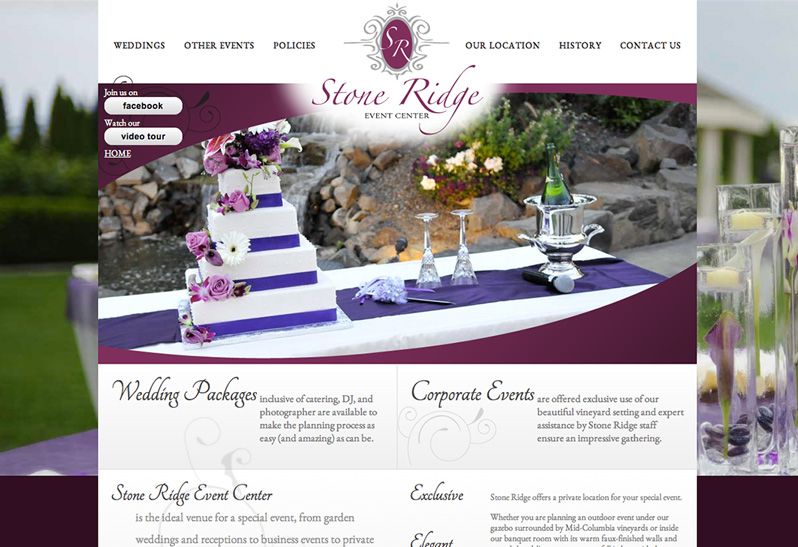 WEDDINGS OTHER EVENTS POLICIES
SR
OUR LOCATION HISTORY CONTACT US
Stone Ridge
EVENT CENTER
Join us on
facebook
Watch our
video tour
HOME
Wedding Packages
inclusive of catering, DJ, and
photographer are available to
make the planning process as
easy (and amazing) as can be.
Corporate Events
are offered exclusive use of our
beautiful vineyard setting and expert
assistance by Stone Ridge staff
ensure an impressive gathering.
Stone Ridge Event Center
is the ideal venue for a special event, from garden
weddings and receptions to business events to private
Exclusive
Elegant
Stone Ridge offers a private location for your special event.
Whether you are planning an outdoor event under our
gazebo surrounded by Mid-Columbia vineyards or inside
our banquet room with its warm faux-finished walls and